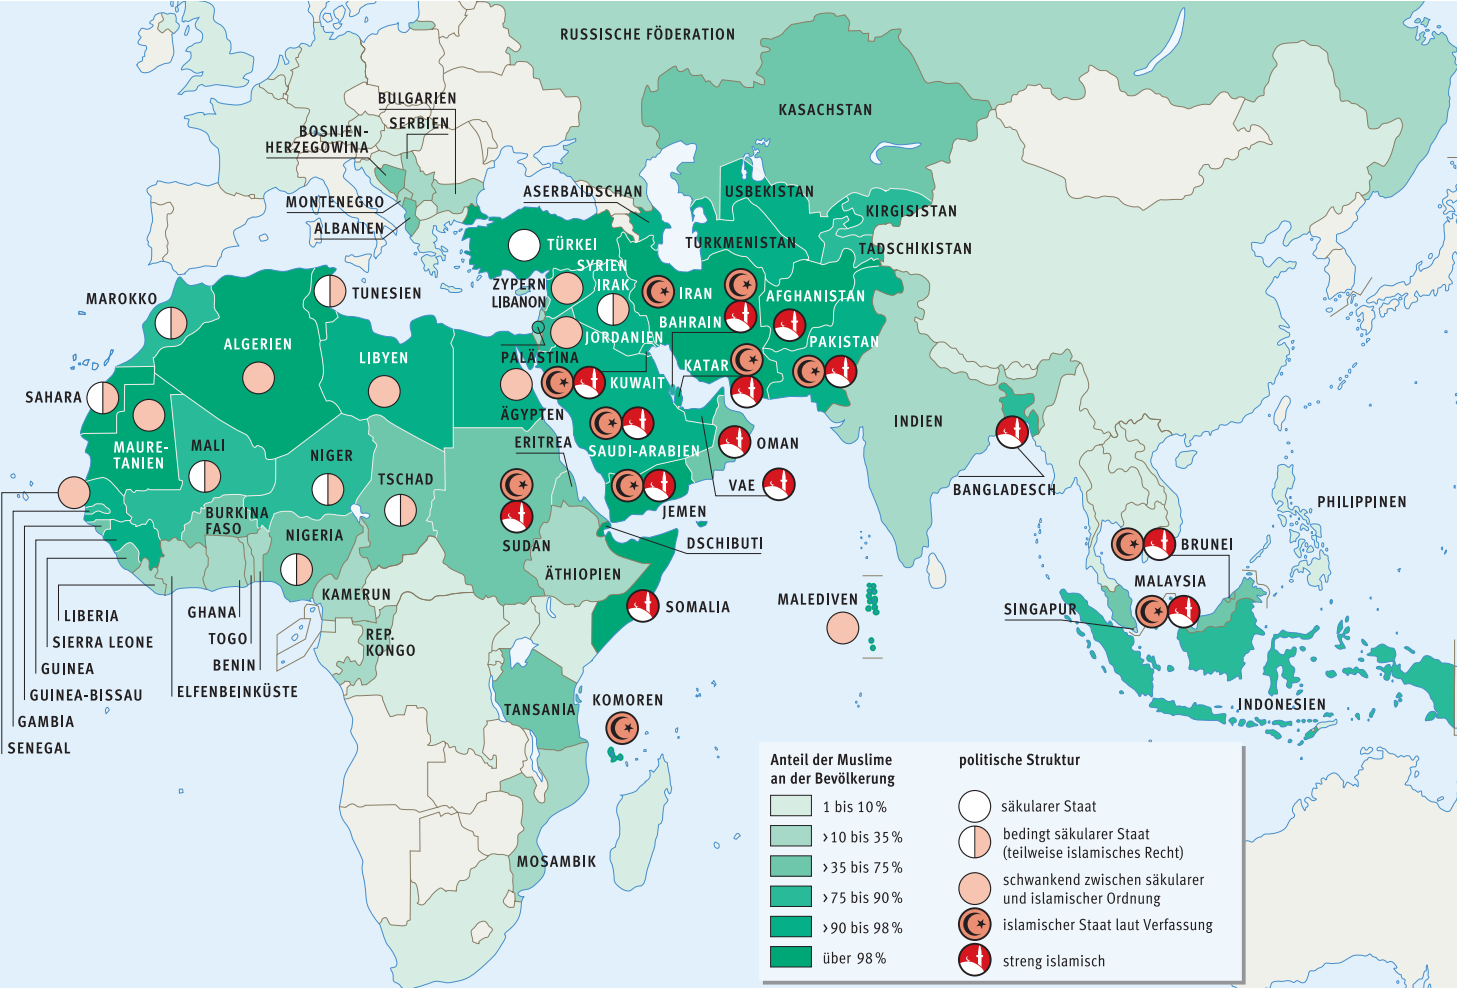 RUSSISCHE FÖDERATION
KASACHSTAN
BULGARIEN
SERBIEN
BOSNIEN-
HERZEGOWINA
MONTENEGRO
ALBANIEN
ASERBAIDSCHAN
USBEKISTAN
KIRGISISTAN
TURKMENISTAN
TADSCHIKISTAN
TÜRKEI
SYRIEN
ZYPERN
LIBANON
IRAK
IRAN
AFGHANISTAN
MAROKKO
TUNESIEN
ALGERIEN
LIBYEN
PALÄSTINA
JORDANIEN
BAHRAIN
PAKISTAN
KATAR
KUWAIT
SAHARA
ÄGYPTEN
INDIEN
MAURE-
TANIEN
MALI
NIGER
TSCHAD
ERITREA
SAUDI-ARABIEN
OMAN
VAE
BANGLADESCH
PHILIPPINEN
BURKINA
FASO
NIGERIA
SUDAN
JEMEN
DSCHIBUTI
BRUNEI
ÄTHIOPIEN
MALAYSIA
KAMERUN
SOMALIA
MALEDIVEN
SINGAPUR
LIBERIA
GHANA
SIERRA LEONE
TOGO
REP.
KONGO
GUINEA
BENIN
GUINEA-BISSAU
ELFENBEINKÜSTE
GAMBIA
SENEGAL
TANSANIA
KOMOREN
INDONESIEN
MOSAMBIK
Anteil der Muslime
an der Bevölkerung
1 bis 10 %
>10 bis 35 %
>35 bis 75 %
>75 bis 90 %
>90 bis 98 %
über 98 %
politische Struktur
säkularer Staat
bedingt säkularer Staat
(teilweise islamisches Recht)
schwankend zwischen säkularer
und islamischer Ordnung
islamischer Staat laut Verfassung
streng islamisch